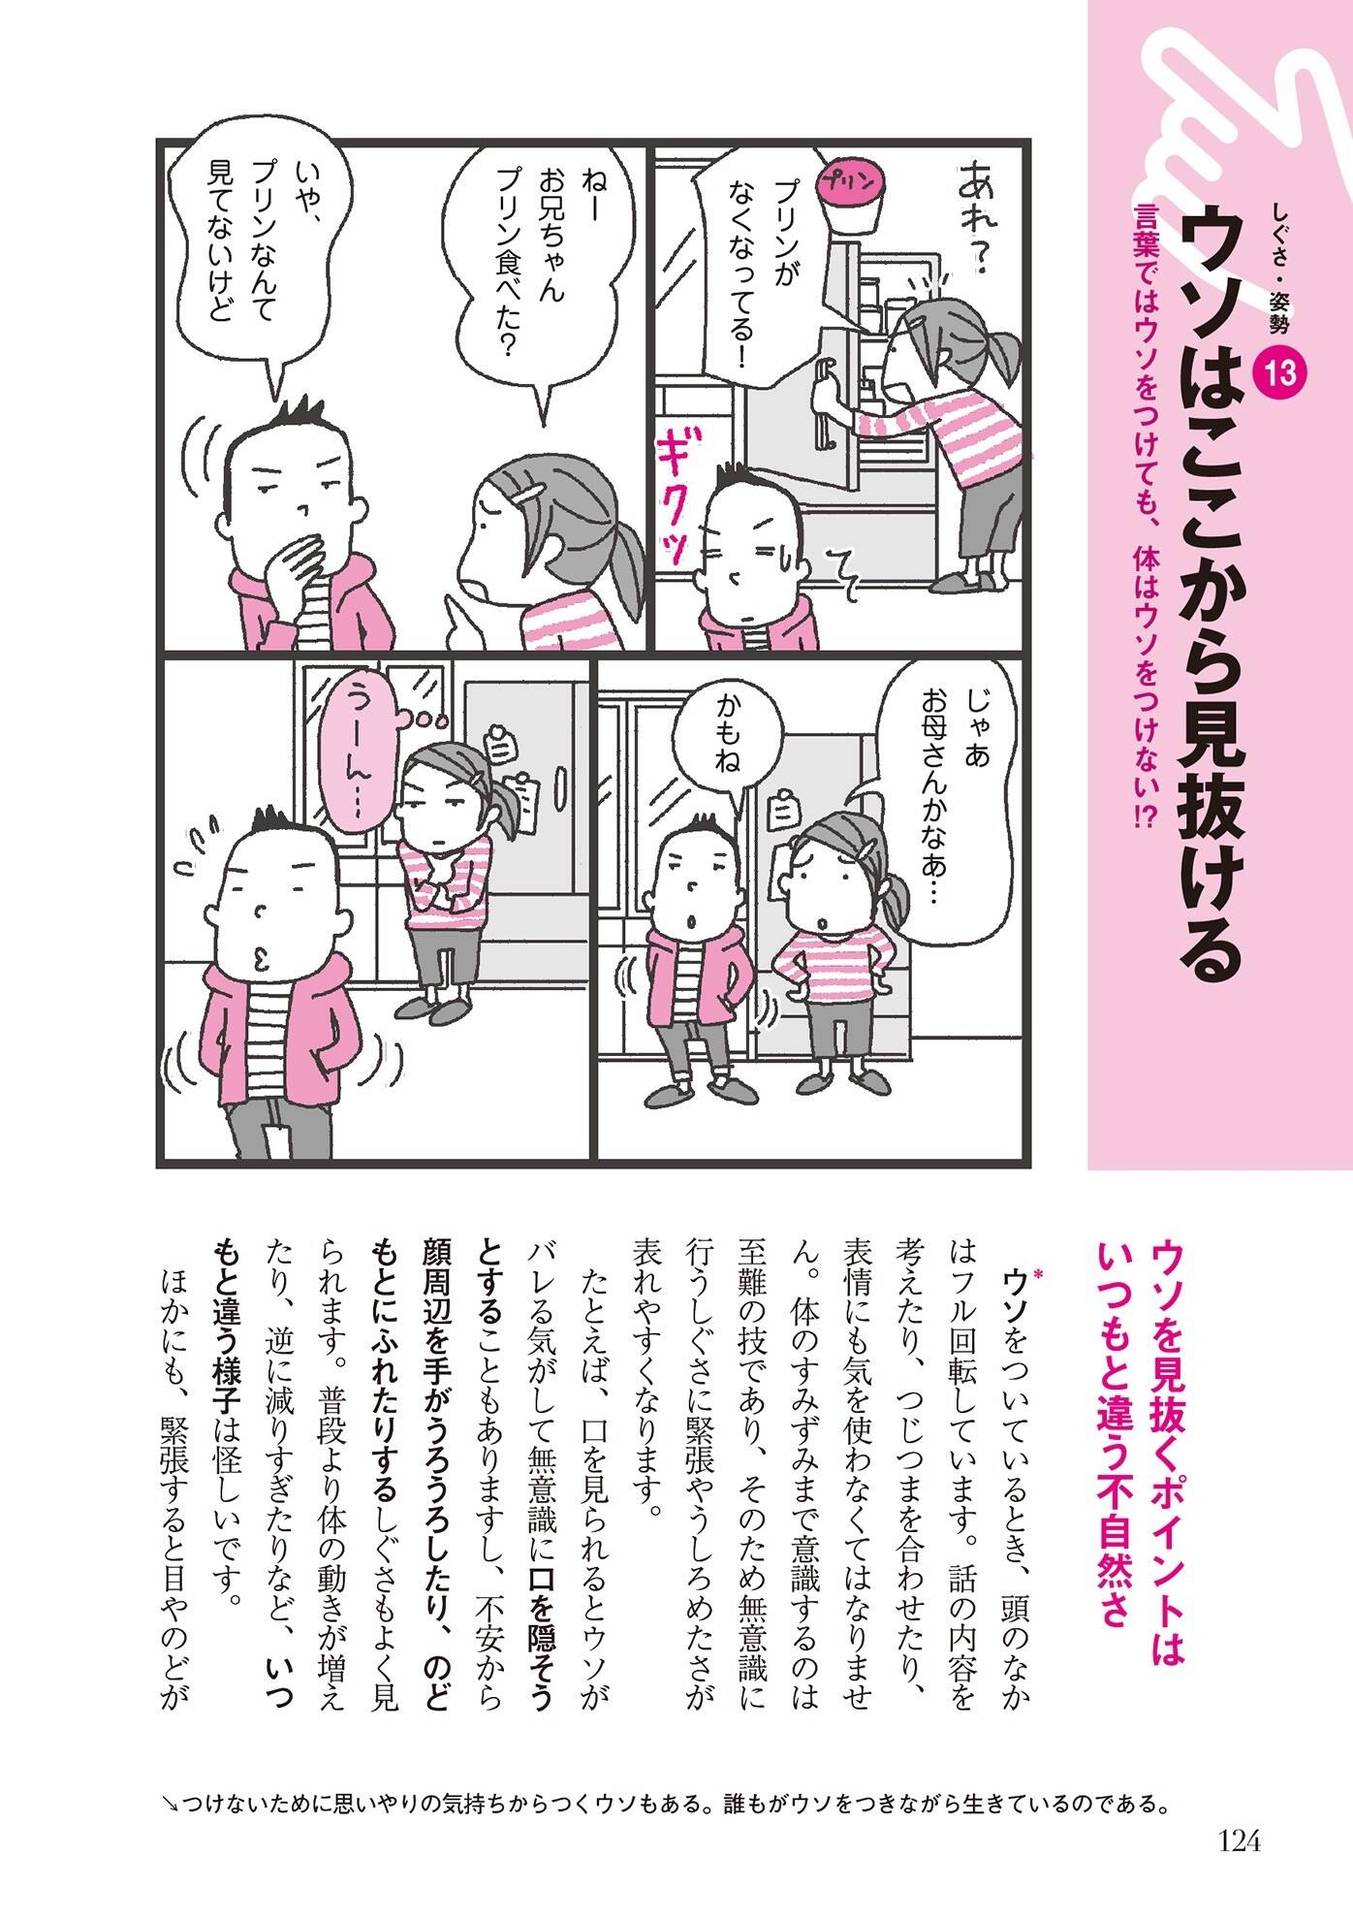 しぐさ・姿勢 13
ウソはここから見抜ける
言葉ではウソをつけても、体はウソをつけない!?
あれ?
プリン
プリンが
なくなってる!
ギクッ
ねー
お兄ちゃん
プリン食べた?
いや、
プリンなんて
見てないけど
じゃあ
お母さんかなあ…
かもね
うーん……
ウソを見抜くポイントは
いつもと違う不自然さ
ウソ*をついているとき、頭のなか
はフル回転しています。話の内容を
考えたり、つじつまを合わせたり、
表情にも気を使わなくてはなりませ
ん。体のすみずみまで意識するのは
至難の技であり、そのため無意識に
行うしぐさに緊張やうしろめたさが
表れやすくなります。
たとえば、口を見られるとウソが
バレる気がして無意識に口を隠そう
とすることもありますし、不安から
顔周辺を手がうろうろしたり、のど
もとにふれたりするしぐさもよく見
られます。普段より体の動きが増え
たり、逆に減りすぎたりなど、いつ
もと違う様子は怪しいです。
ほかにも、緊張すると目やのどが
↘つけないために思いやりの気持ちからつくウソもある。誰もがウソをつきながら生きているのである。
124